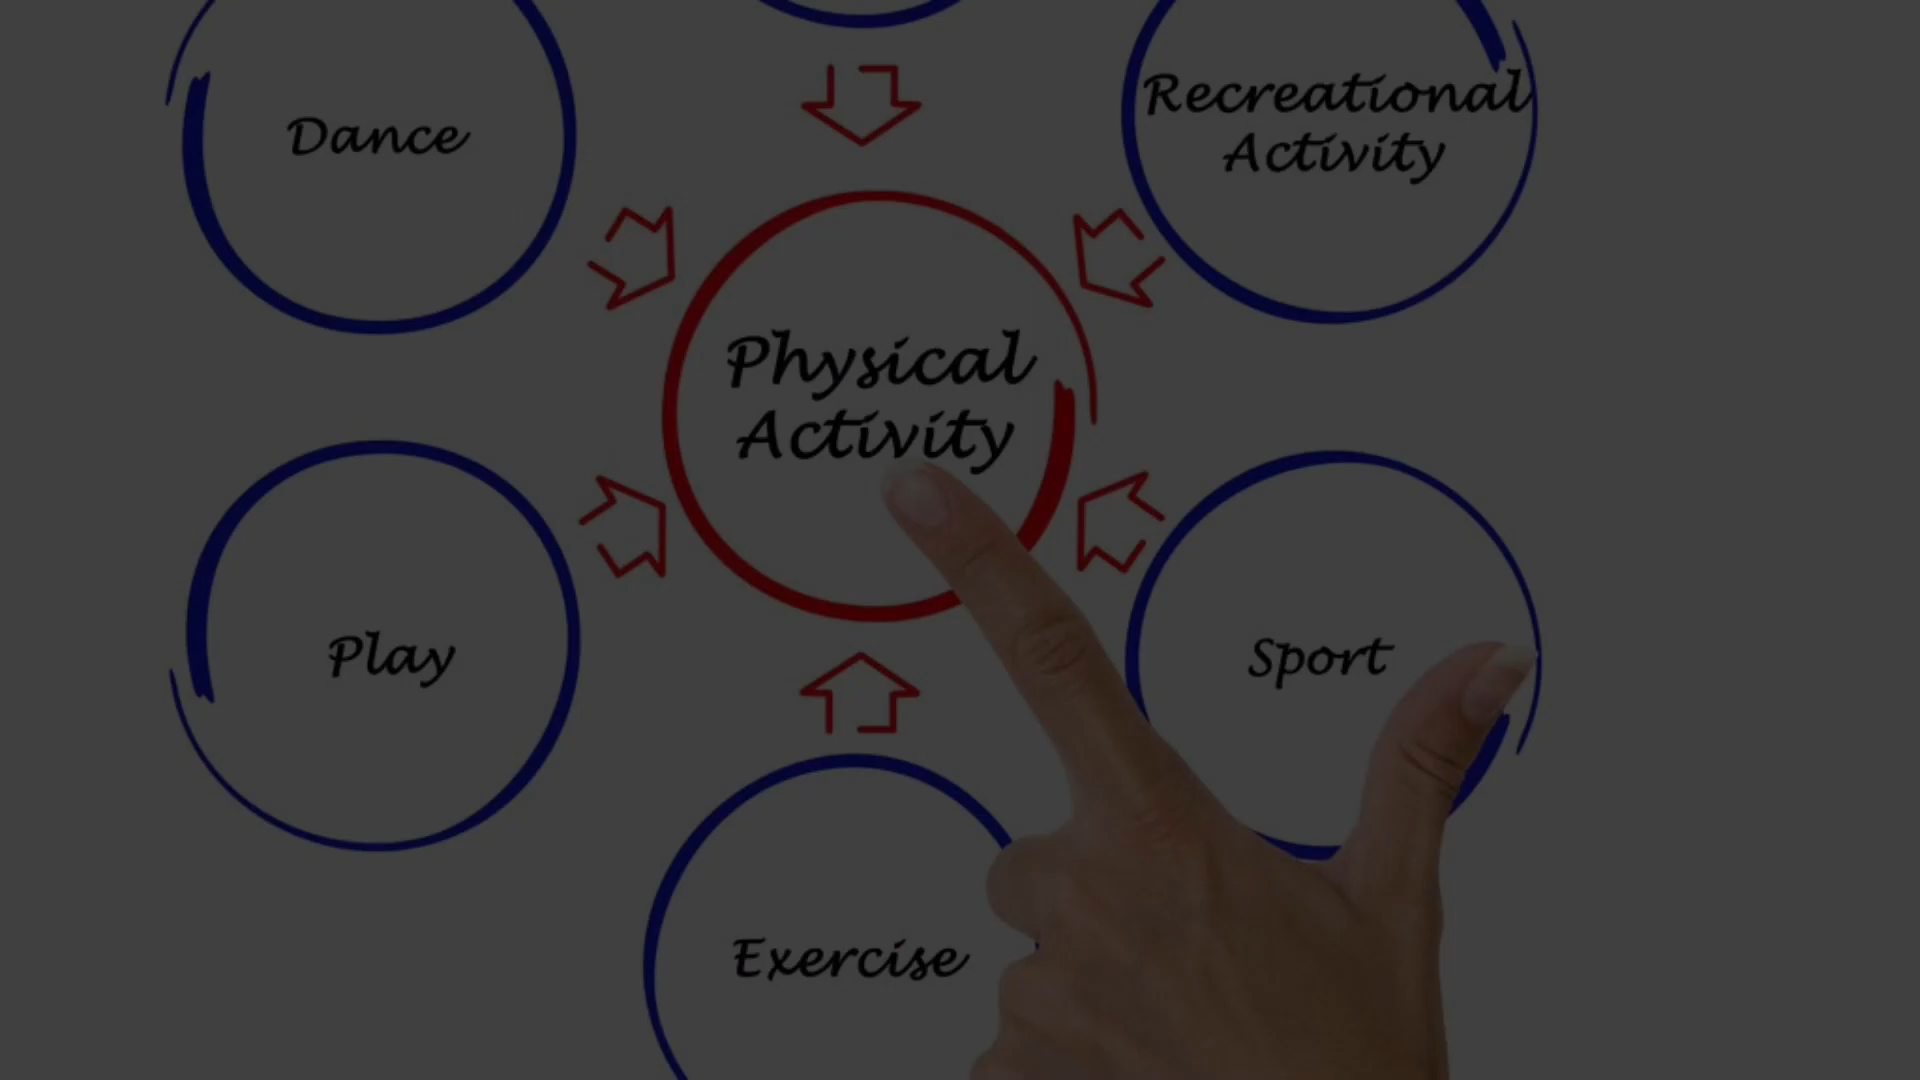 Dance
Recreational
Activity
Physical
Activity
Play
Sport
Exercise